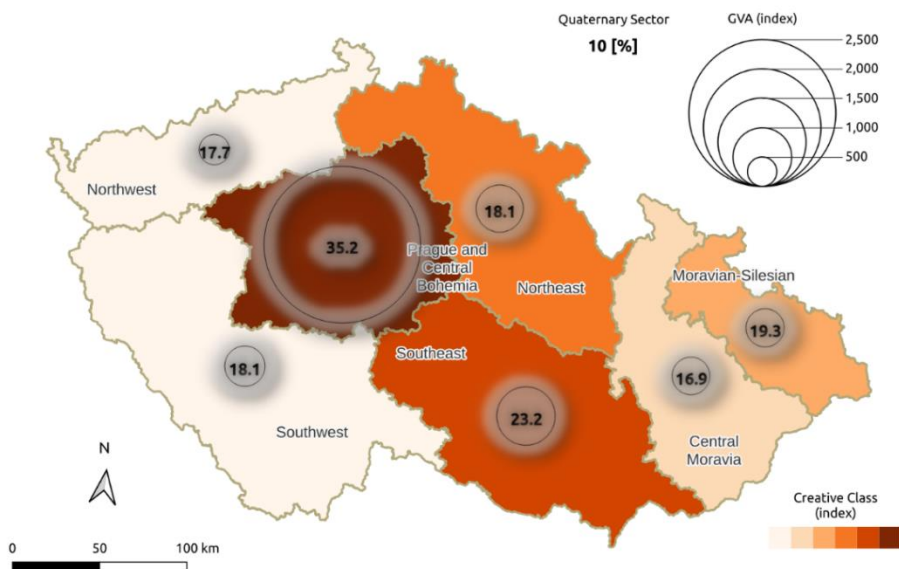 Quaternary Sector
10 [%]
GVA (index)
2,500
2,000
1,500
1,000
500
17.7
Northwest
18.1
35.2
Prague and
Central
Bohemia
Northeast
Moravian-Silesian
19.3
Southeast
18.1
16.9
23.2
Southwest
Central
Moravia
N
Creative Class
(index)
0 50 100 km